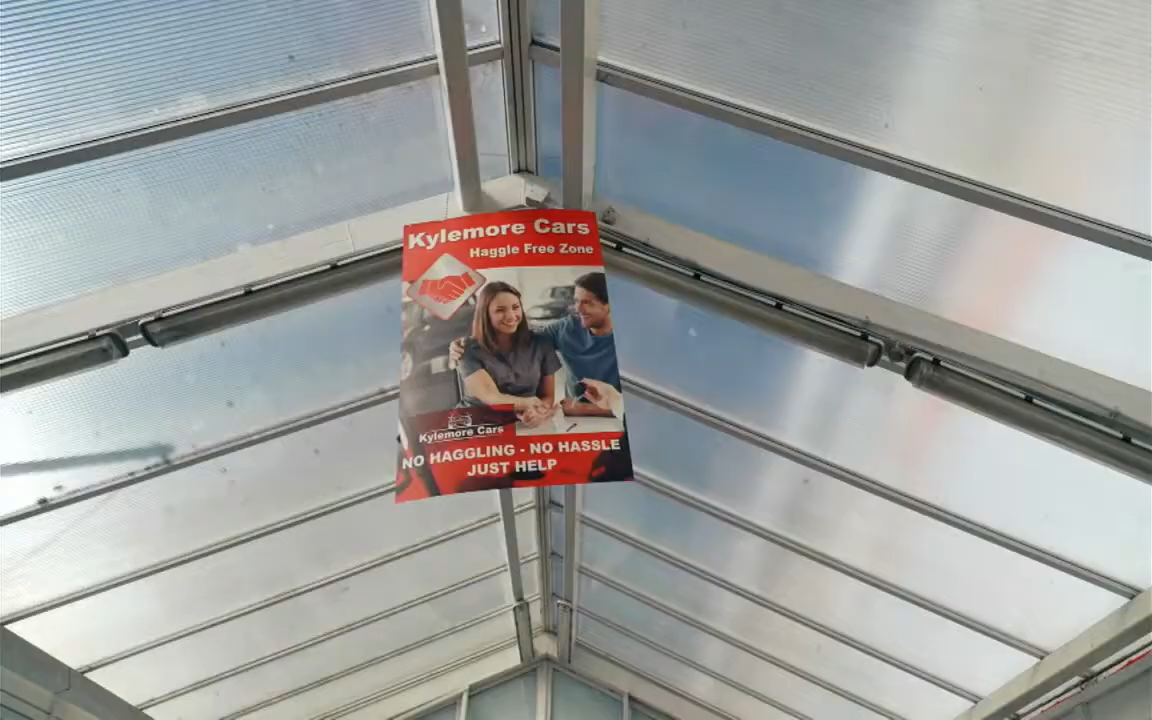 Kylemore Cars
Haggle Free Zone
Kylemore Cars
NO HAGGLING - NO HASSLE
JUST HELP